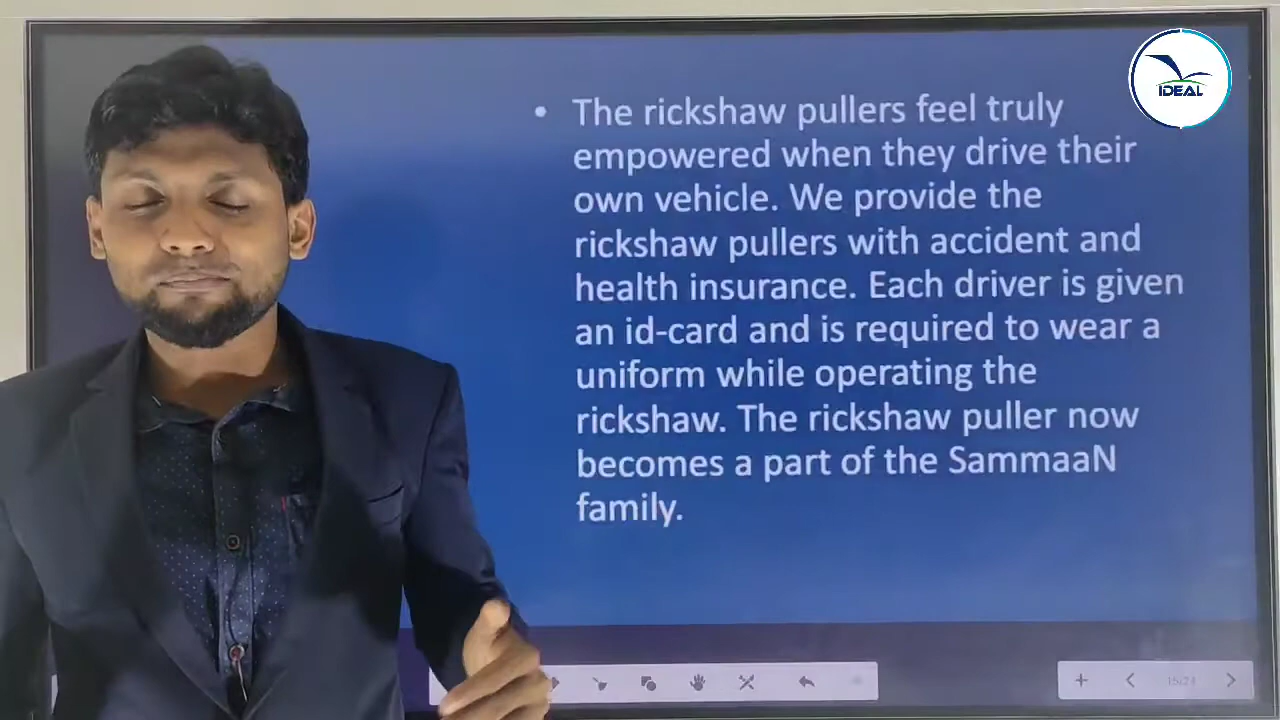 IDEAL
• The rickshaw pullers feel truly
empowered when they drive their
own vehicle. We provide the
rickshaw pullers with accident and
health insurance. Each driver is given
an id-card and is required to wear a
uniform while operating the
rickshaw. The rickshaw puller now
becomes a part of the SammaaN
family.
15/24